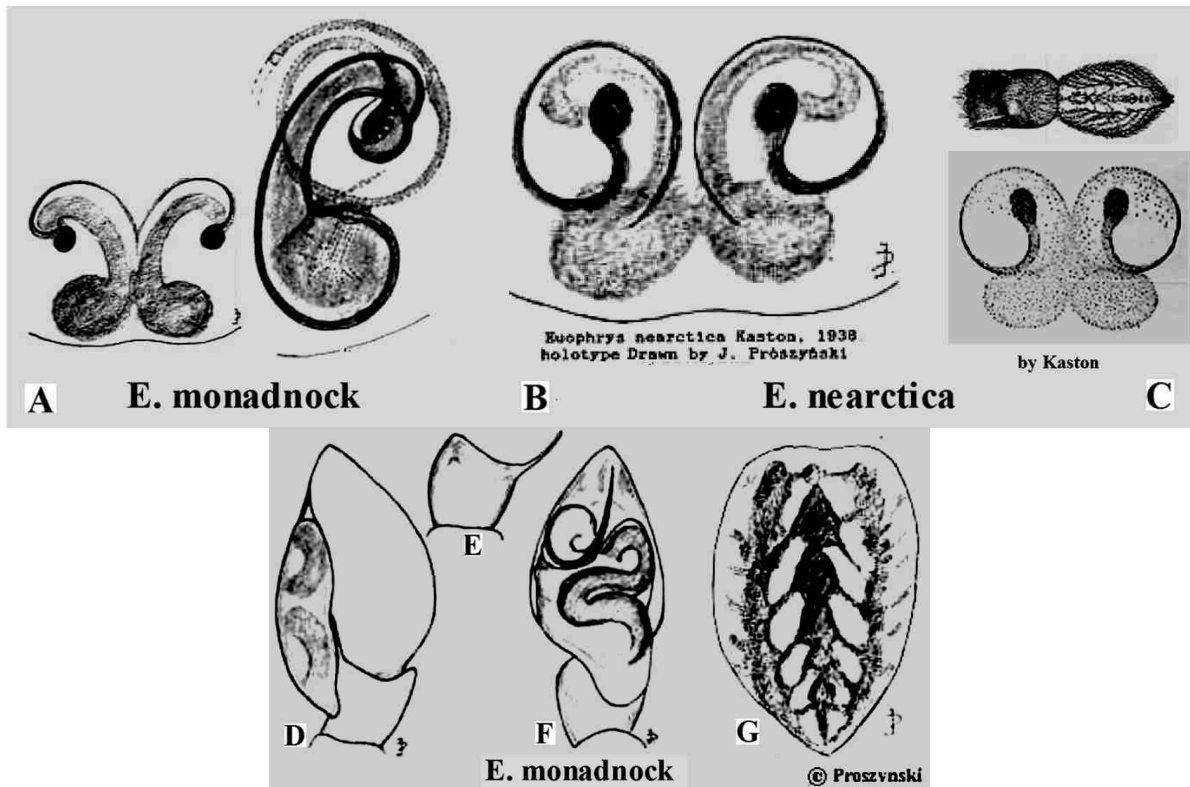 Euophrys nearctica Kaston, 1938
holotype Drawn by J. Prószyński
by Kaston
A E. monadnock B E. nearctica C
E
D F G
E. monadnock © Proszynski